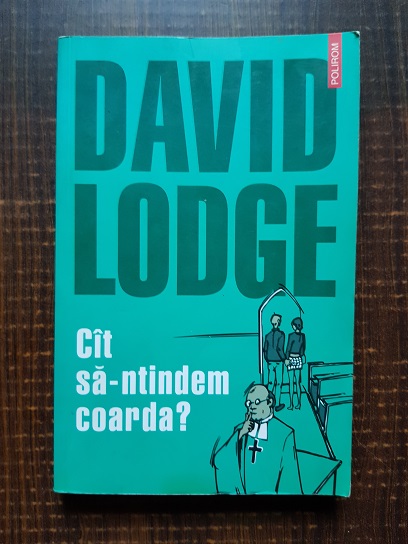 DAVID
LODGE
POLIROM
Cît
să-ntindem
coarda?